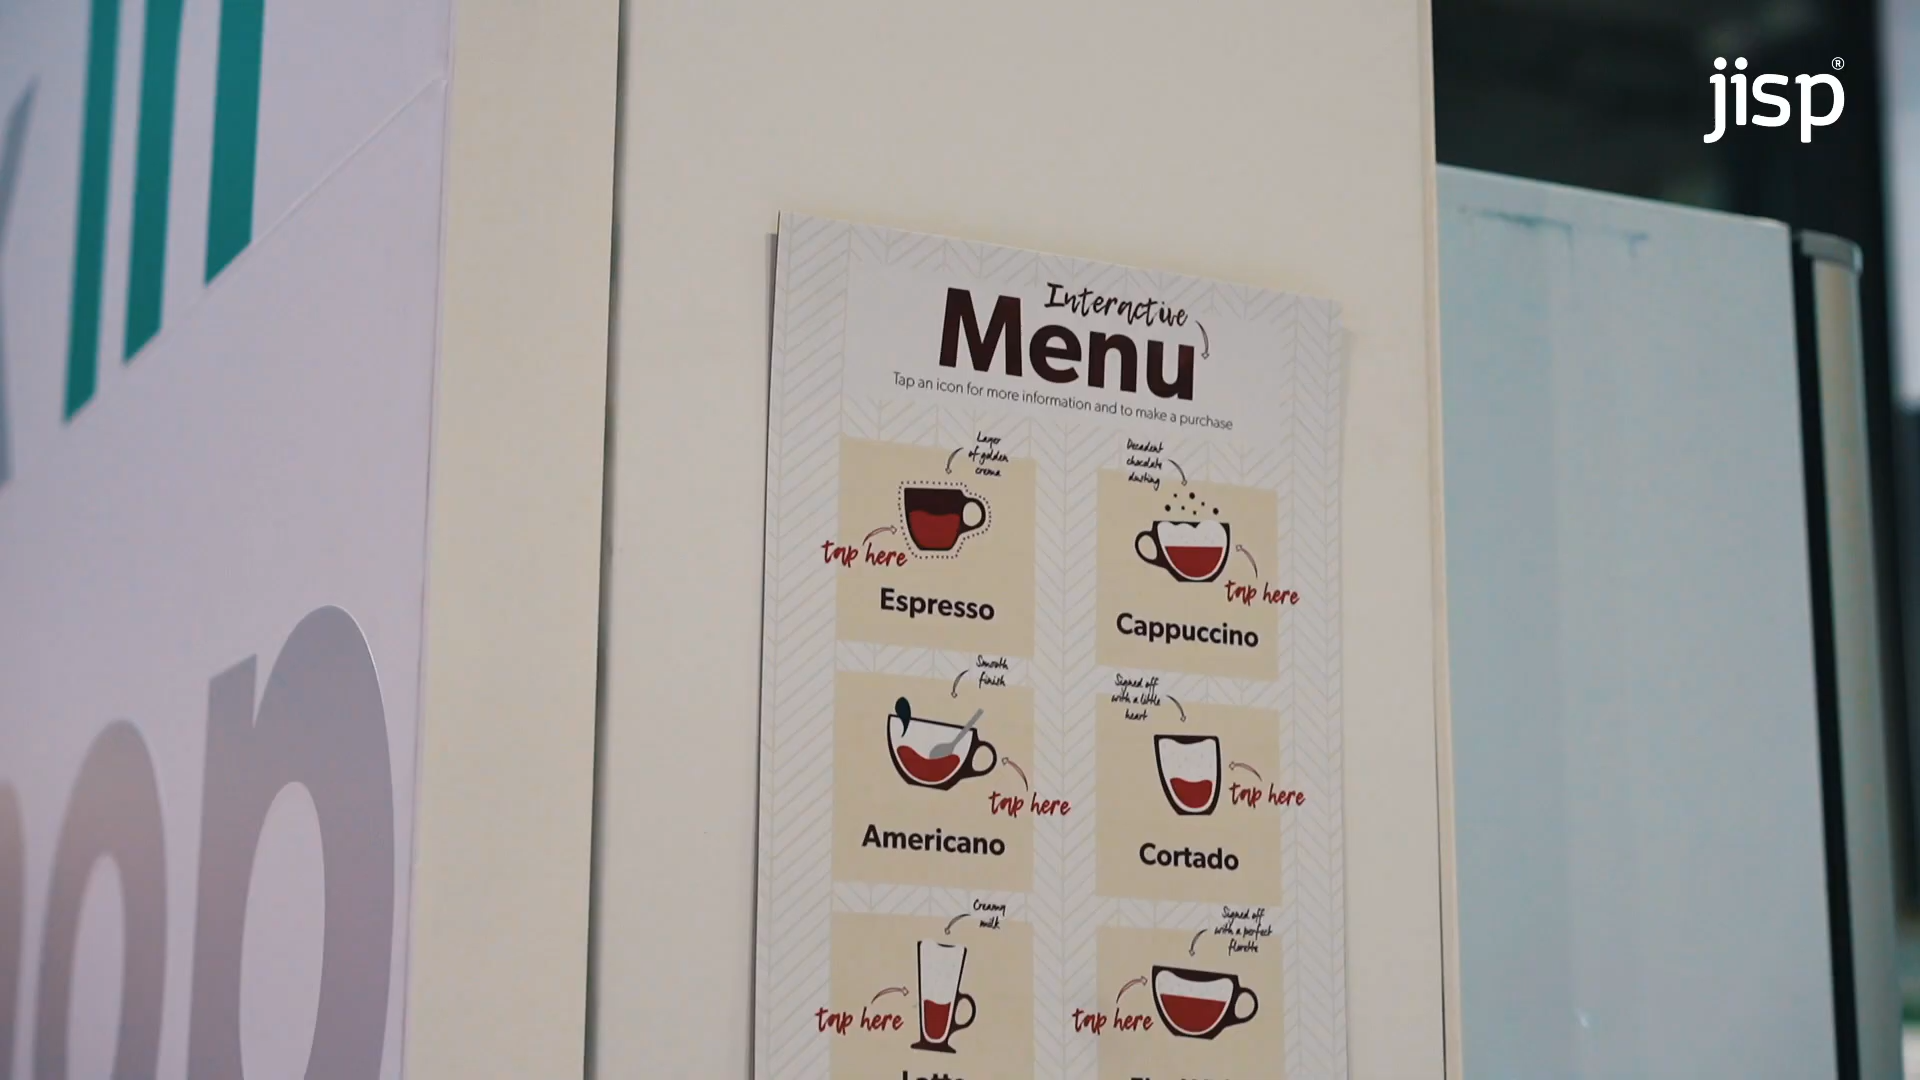 jisp®
Interactive
Menu
Tap an icon for more information and to make a purchase
Layer
of golden
crema
tap here
Espresso
Decadent
chocolate
dusting
tap here
Cappuccino
Smooth
finish
tap here
Americano
Signed off
with a little
heart
tap here
Cortado
Creamy
milk
tap here
Latte
Signed off
with a perfect
florette
tap here